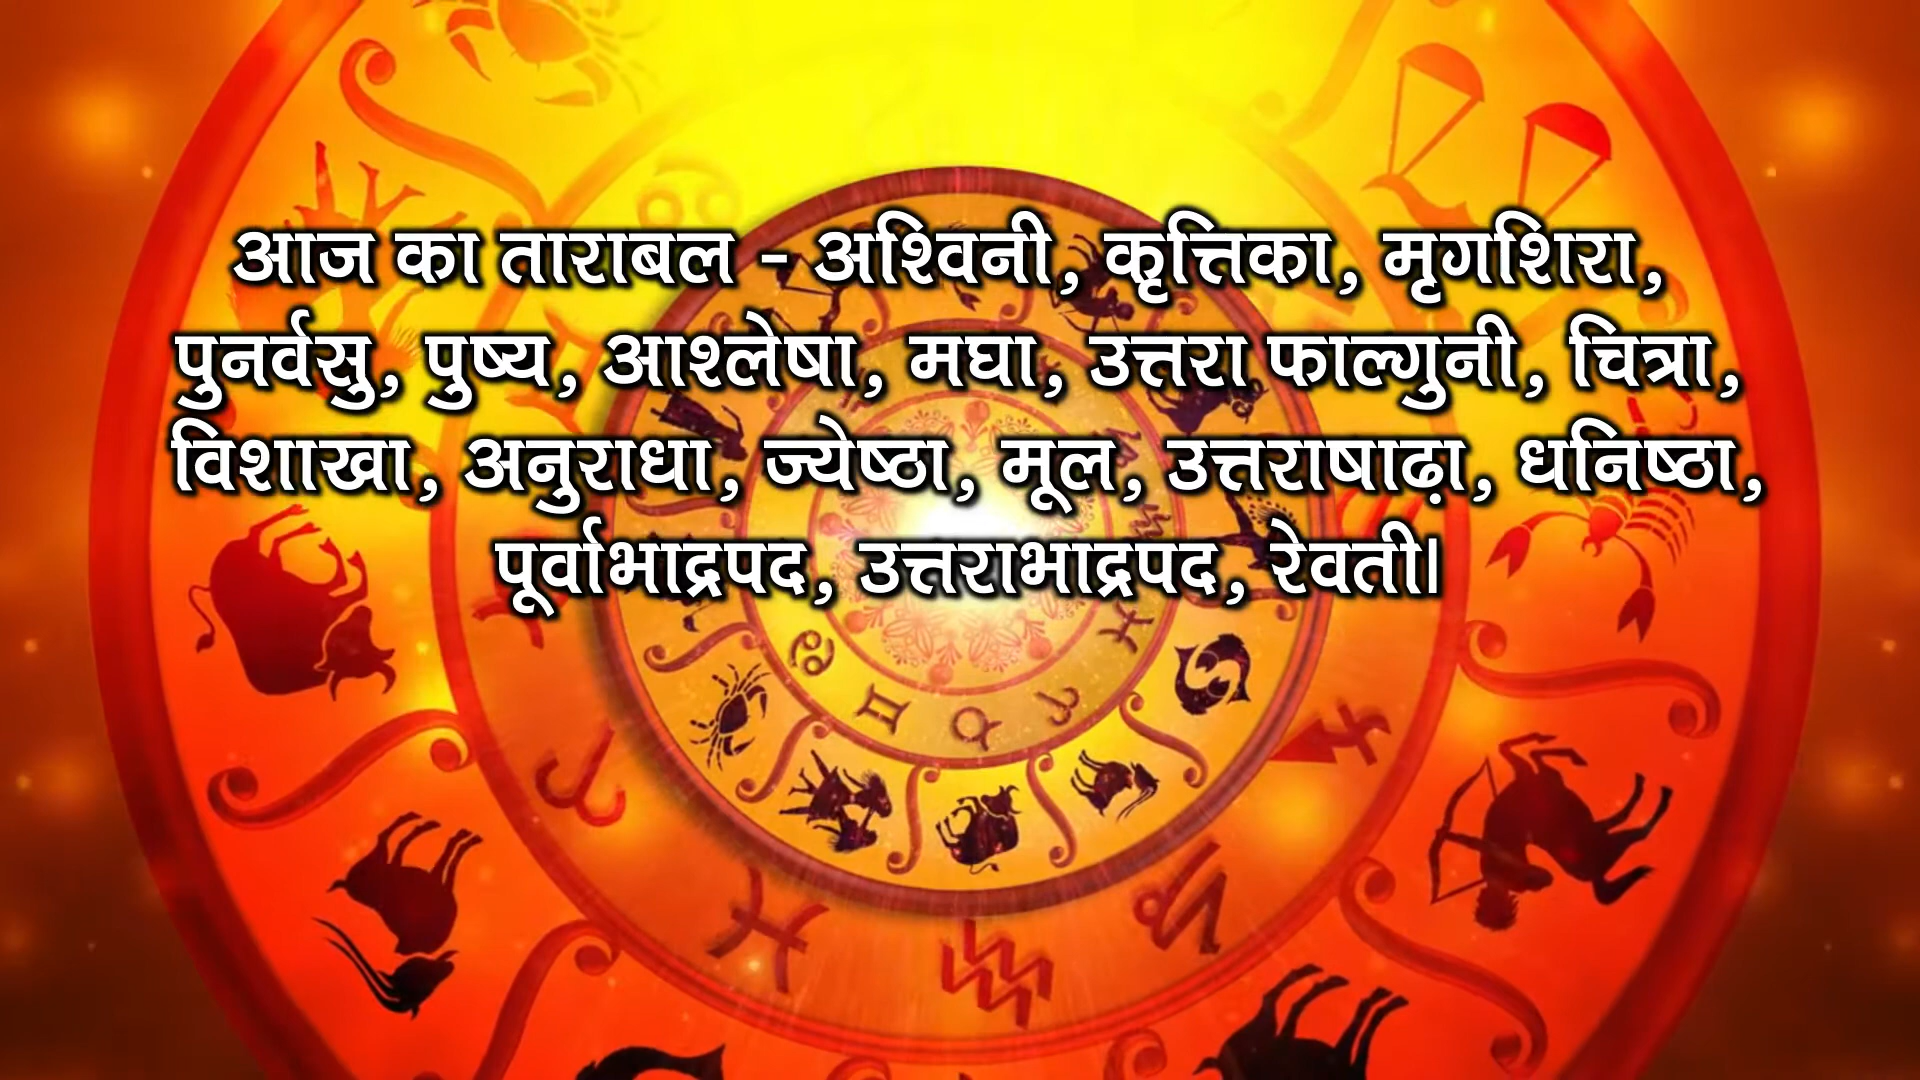 आज का ताराबल - अश्विनी, कृत्तिका, मृगशिरा,
पुनर्वसु, पुष्य, आश्लेषा, मघा, उत्तरा फाल्गुनी, चित्रा,
विशाखा, अनुराधा, ज्येष्ठा, मूल, उत्तराषाढ़ा, धनिष्ठा,
पूर्वाभाद्रपद, उत्तराभाद्रपद, रेवती।